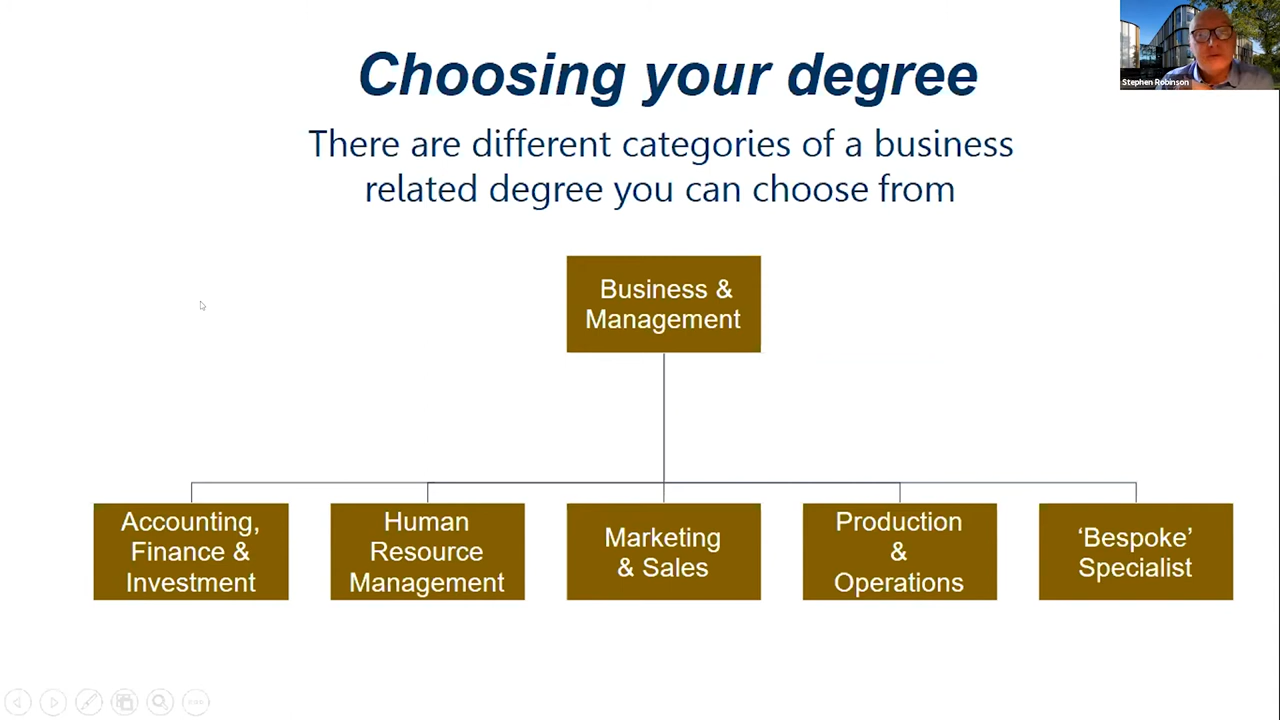 Choosing your degree
There are different categories of a business
related degree you can choose from
Stephen Robinson
Business &
Management
Accounting,
Finance &
Investment
Human
Resource
Management
Marketing
& Sales
Production
&
Operations
‘Bespoke’
Specialist